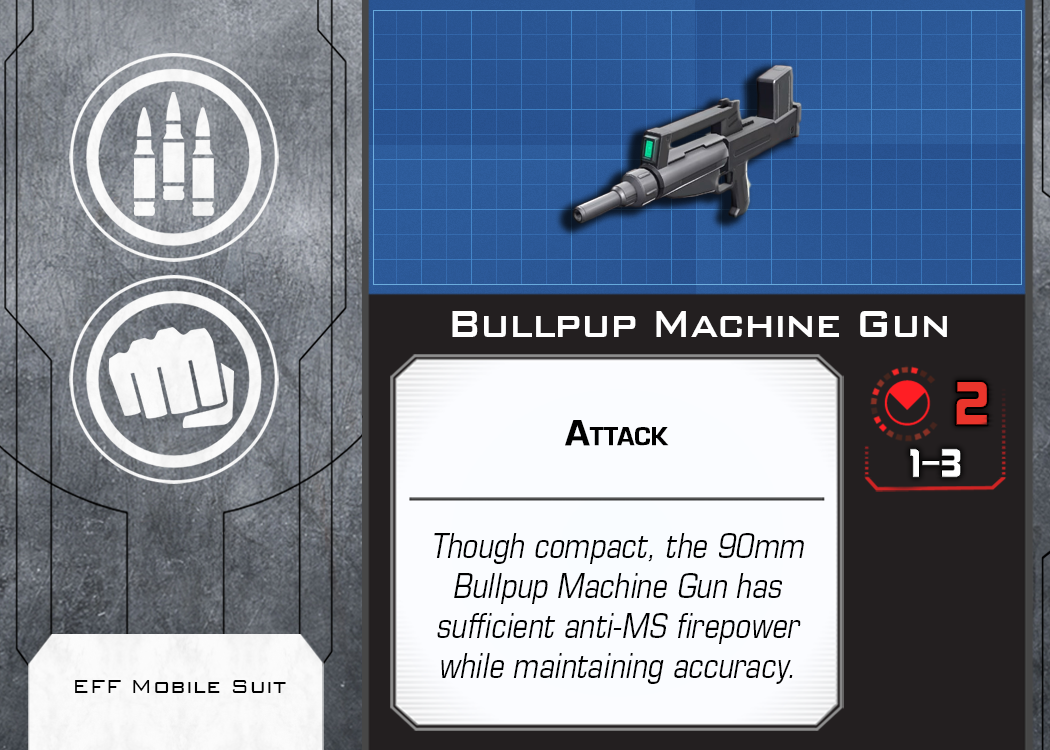 Bullpup Machine Gun
Attack
2
1–3
Though compact, the 90mm
Bullpup Machine Gun has
sufficient anti-MS firepower
while maintaining accuracy.
EFF Mobile Suit